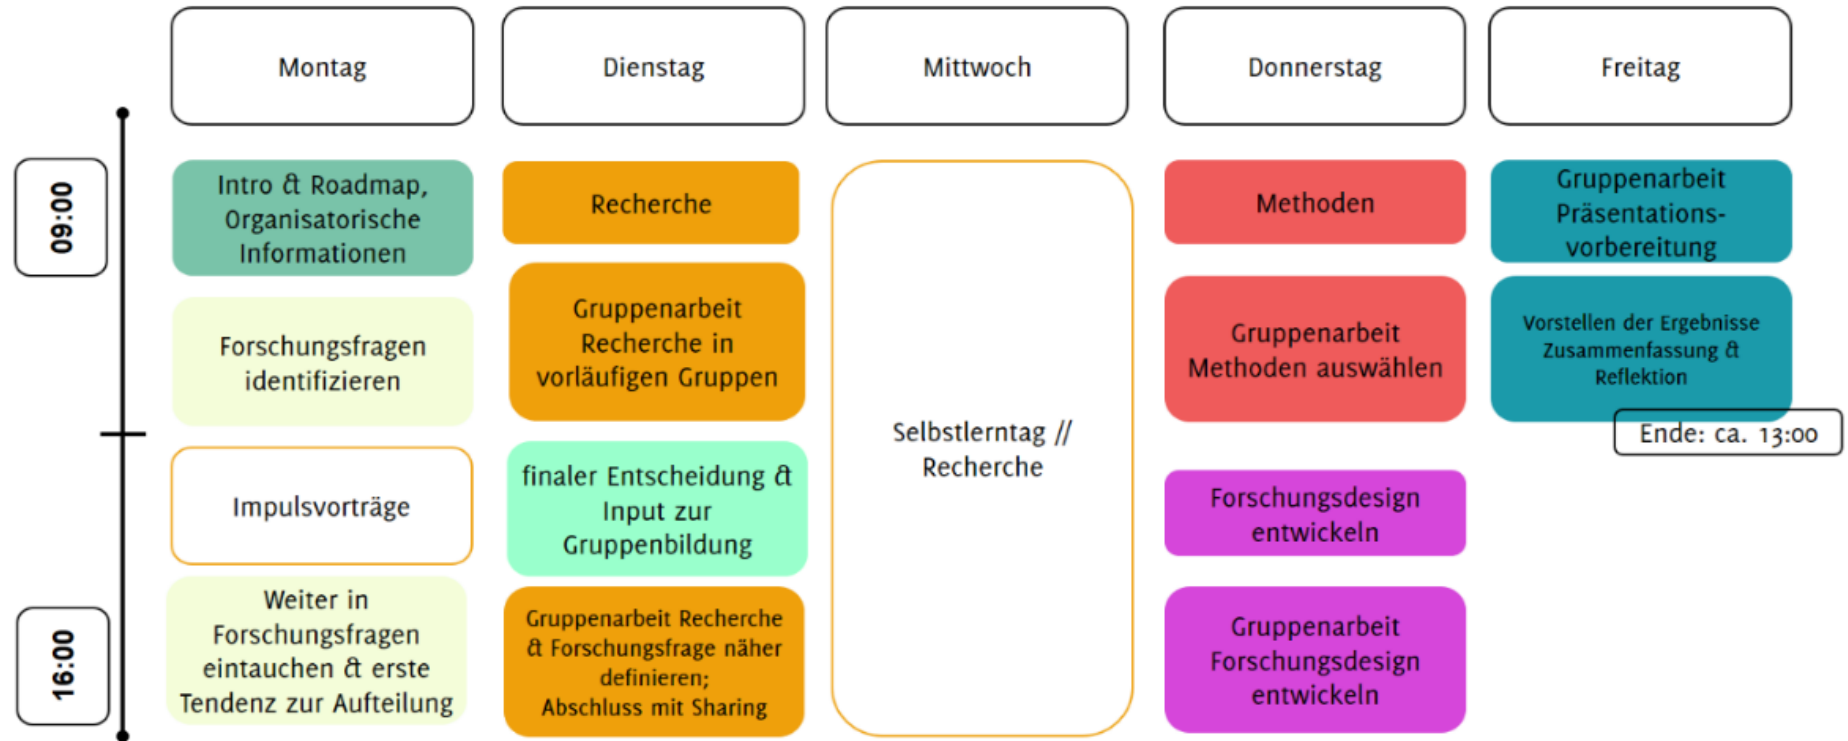 Montag
Dienstag
Mittwoch
Donnerstag
Freitag
09:00
16:00
Intro & Roadmap,
Organisatorische
Informationen
Forschungsfragen
identifizieren
Impulsvorträge
Weiter in
Forschungsfragen
eintauchen & erste
Tendenz zur Aufteilung
Recherche
Gruppenarbeit
Recherche in
vorläufigen Gruppen
finaler Entscheidung &
Input zur
Gruppenbildung
Gruppenarbeit Recherche
& Forschungsfrage näher
definieren;
Abschluss mit Sharing
Selbstlerntag //
Recherche
Methoden
Gruppenarbeit
Methoden auswählen
Forschungsdesign
entwickeln
Gruppenarbeit
Forschungsdesign
entwickeln
Gruppenarbeit
Präsentations-
vorbereitung
Vorstellen der Ergebnisse
Zusammenfassung &
Reflektion
Ende: ca. 13:00